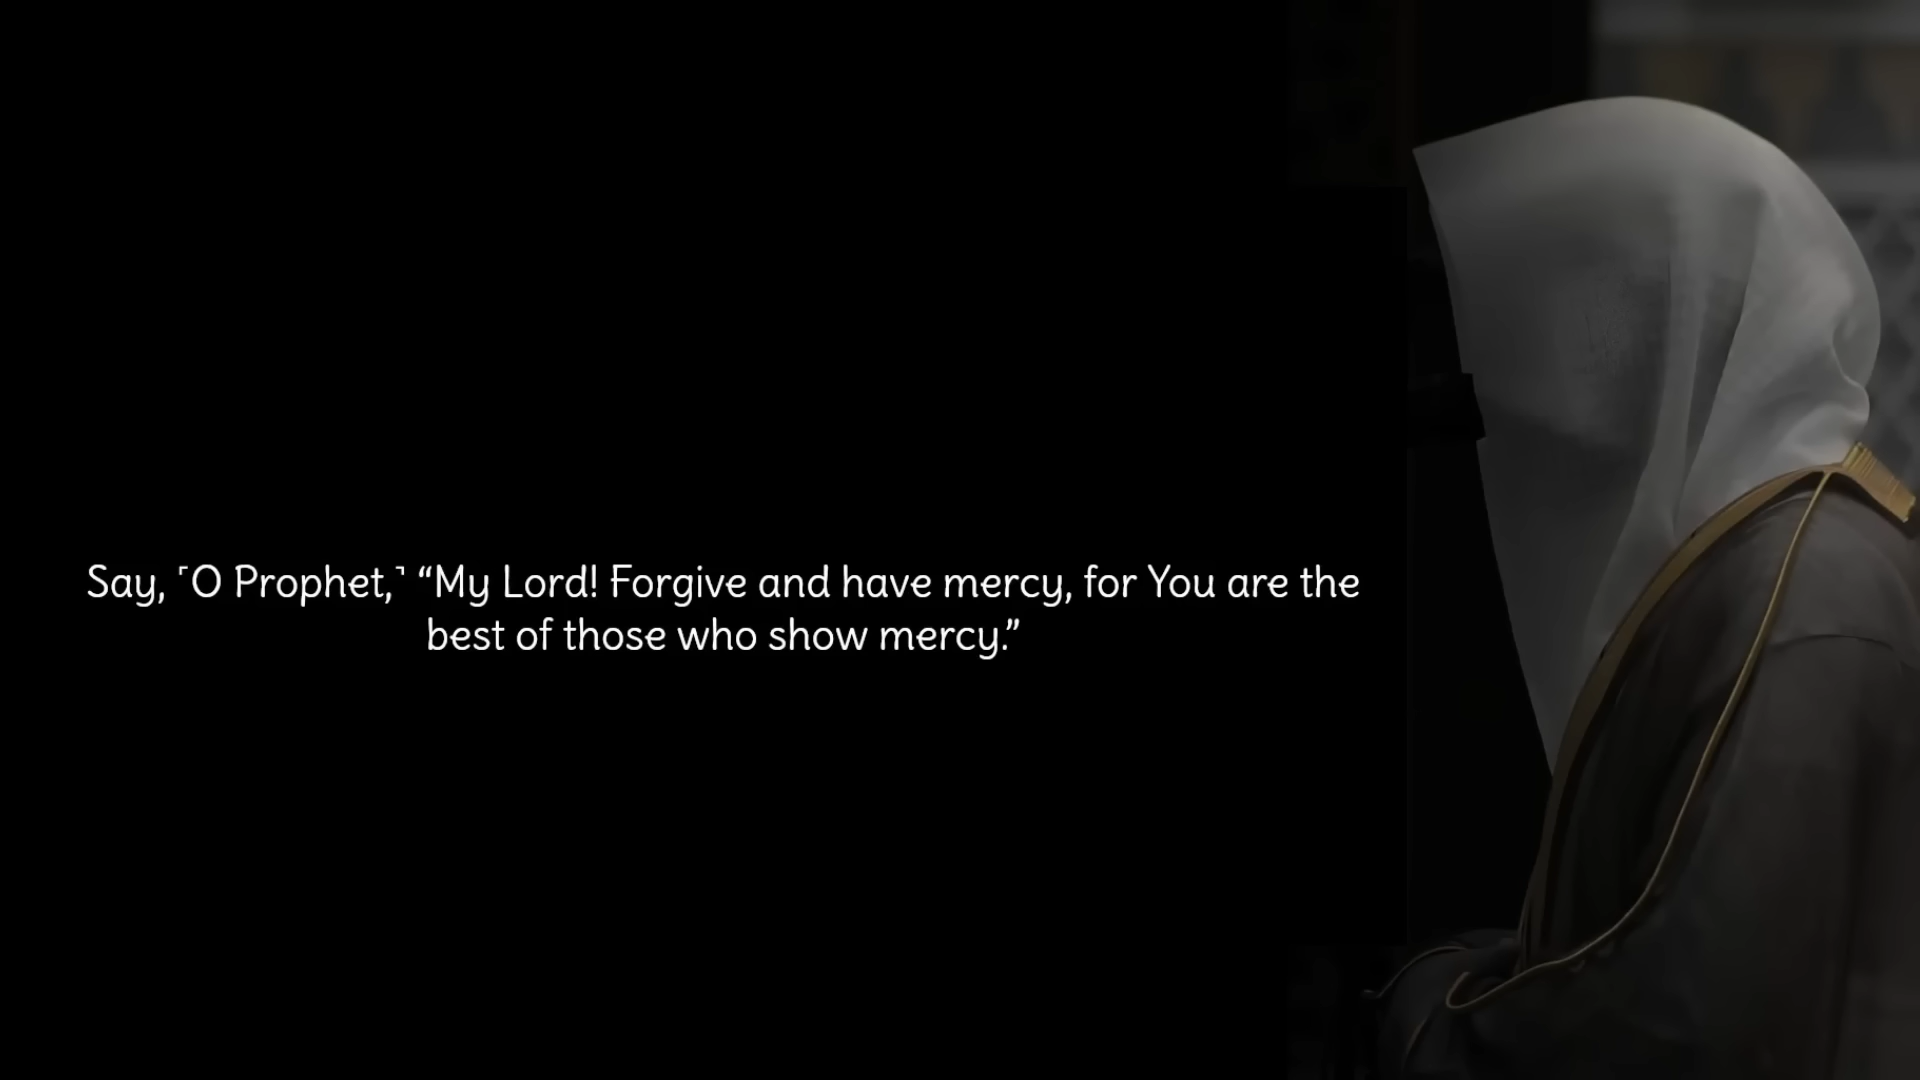 Say, ˹O Prophet,˺ “My Lord! Forgive and have mercy, for You are the
best of those who show mercy.”